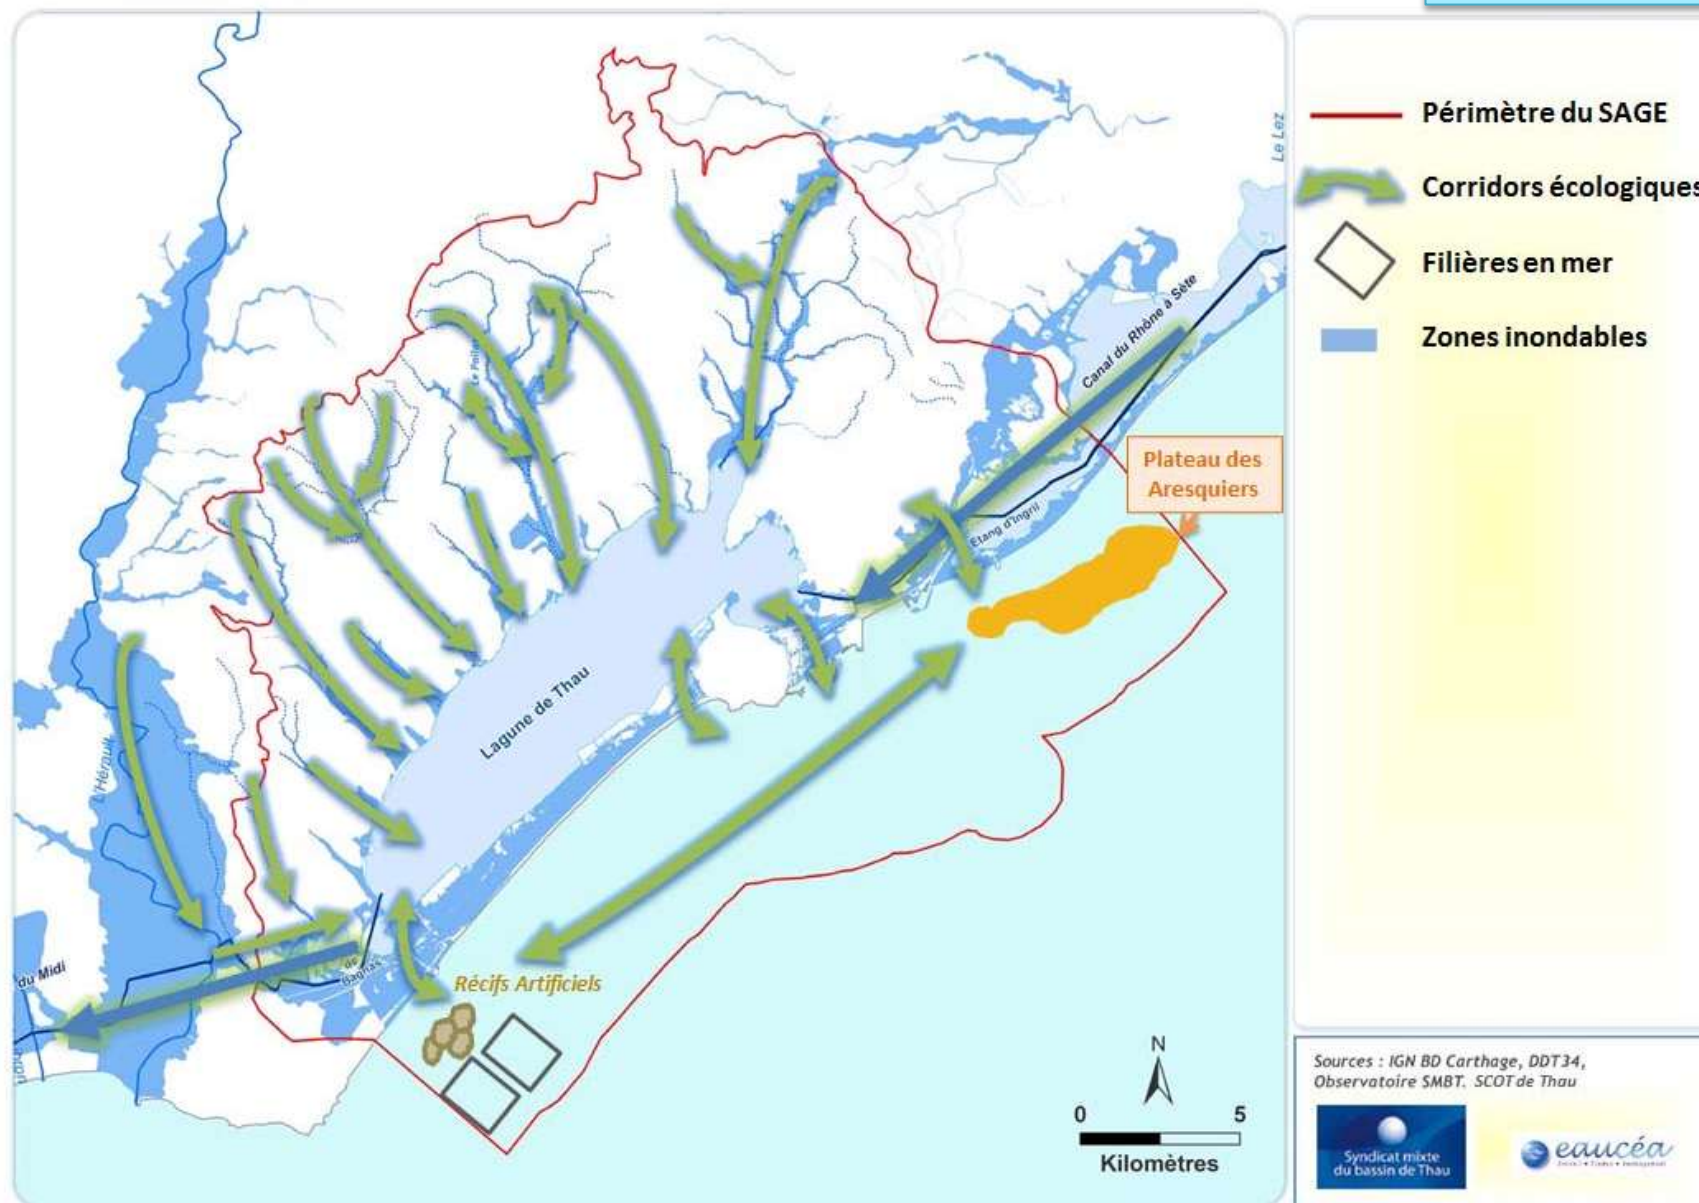 Le Lez
Canal du Rhône à Sète
Etang d'Ingril
Plateau des
Aresquiers
Lagune de Thau
L'Hérault
du Midi
de
Bagnas
Récifs Artificiels
N
0 5
Kilomètres
Périmètre du SAGE
Corridors écologiques
Filières en mer
Zones inondables
Sources : IGN BD Carthage, DDT34,
Observatoire SMBT. SCOT de Thau
Syndicat mixte
du bassin de Thau
eaucéa